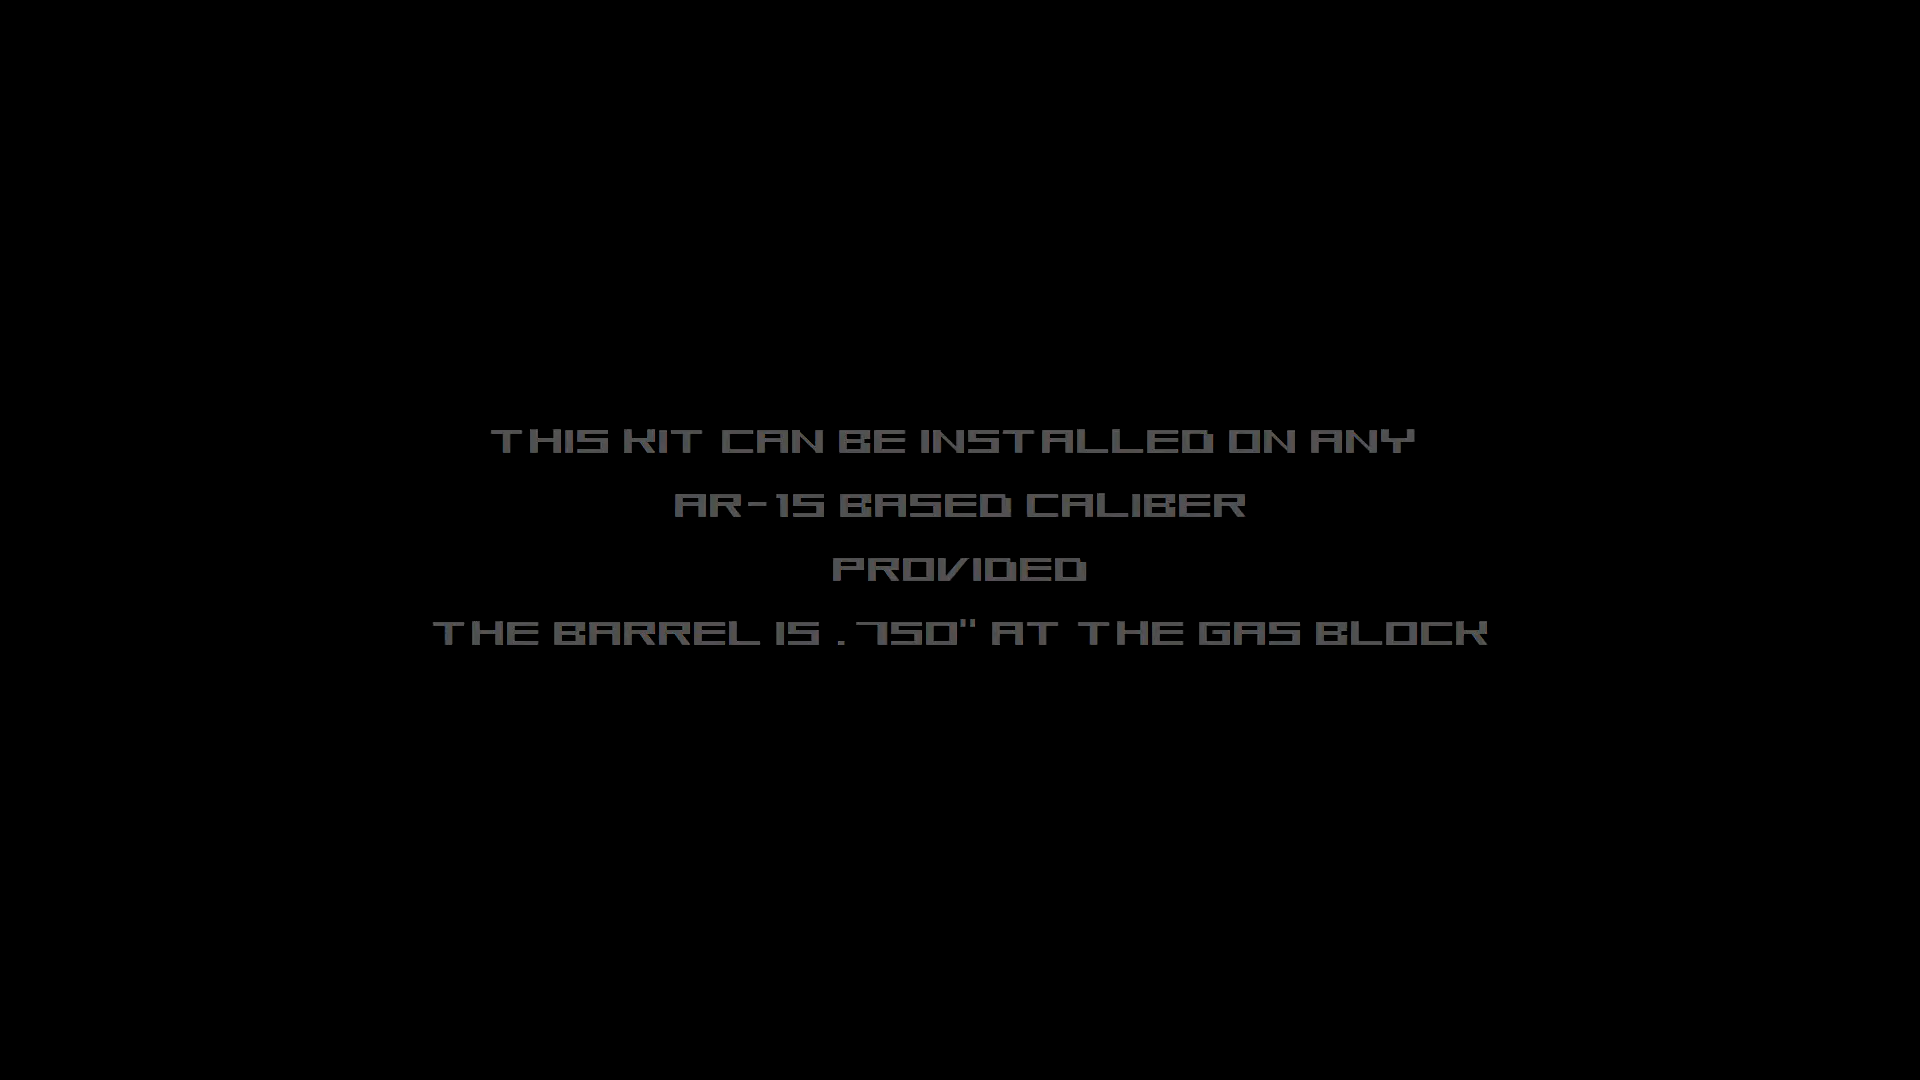 THIS KIT CAN BE INSTALLED ON ANY
AR-15 BASED CALIBER
PROVIDED
THE BARREL IS .750" AT THE GAS BLOCK